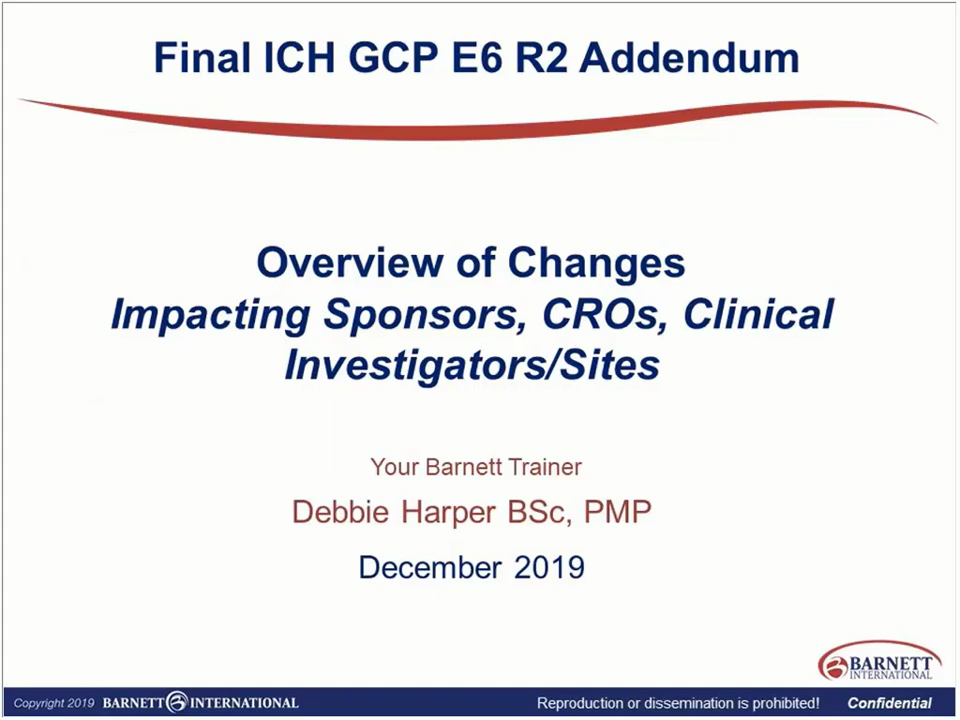 Final ICH GCP E6 R2 Addendum
Overview of Changes
Impacting Sponsors, CROs, Clinical
Investigators/Sites
Your Barnett Trainer
Debbie Harper BSc, PMP
December 2019
BARNETT
INTERNATIONAL
Copyright 2019 BARNETT INTERNATIONAL Reproduction or dissemination is prohibited! Confidential